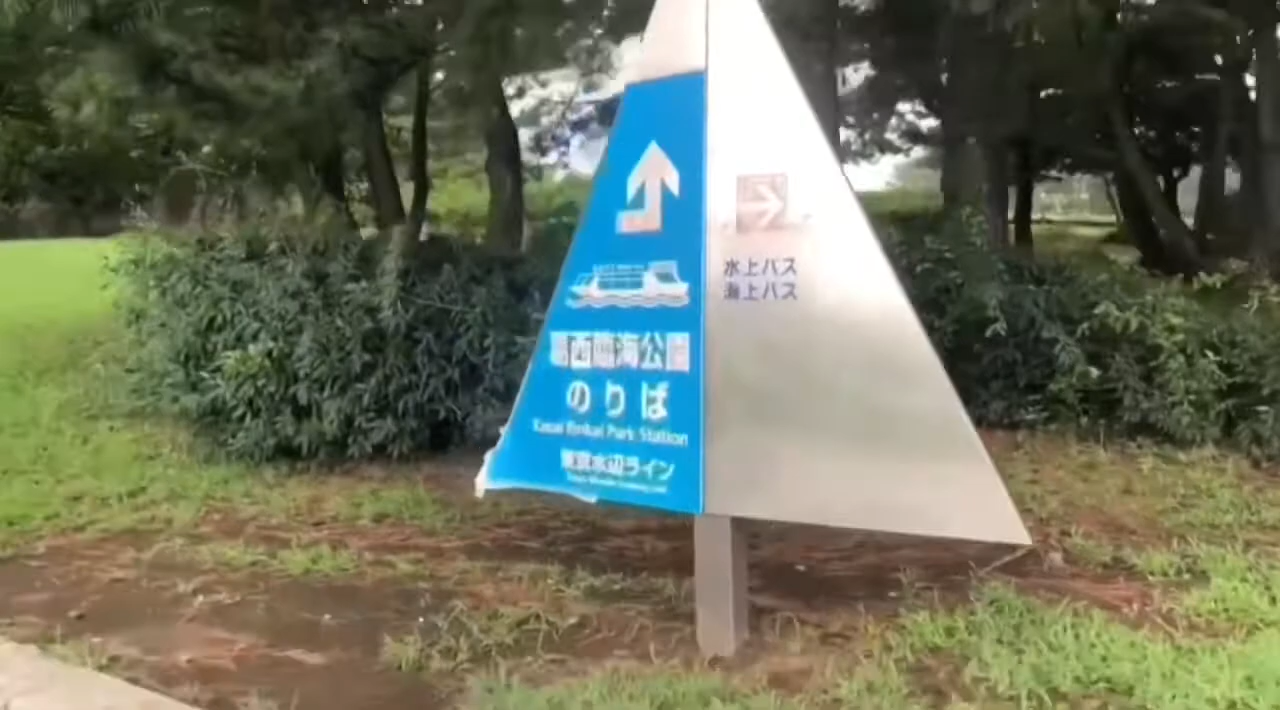 葛西臨海公園
のりば
Kasai Rinkai Park Station
東京水辺ライン
水上バス
海上バス